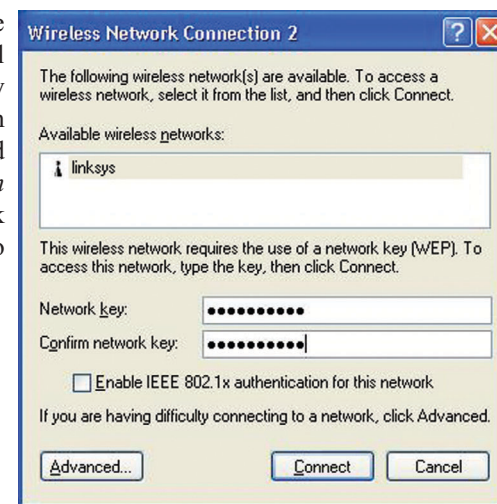 Wireless Network Connection 2
The following wireless network(s) are available. To access a
wireless network, select it from the list, and then click Connect.
Available wireless networks:
linksys
This wireless network requires the use of a network key (WEP). To
access this network, type the key, then click Connect.
Network key: ●●●●●●●●●●
Confirm network key: ●●●●●●●●●●
Enable IEEE 802.1x authentication for this network
If you are having difficulty connecting to a network, click Advanced.
Advanced... Connect Cancel